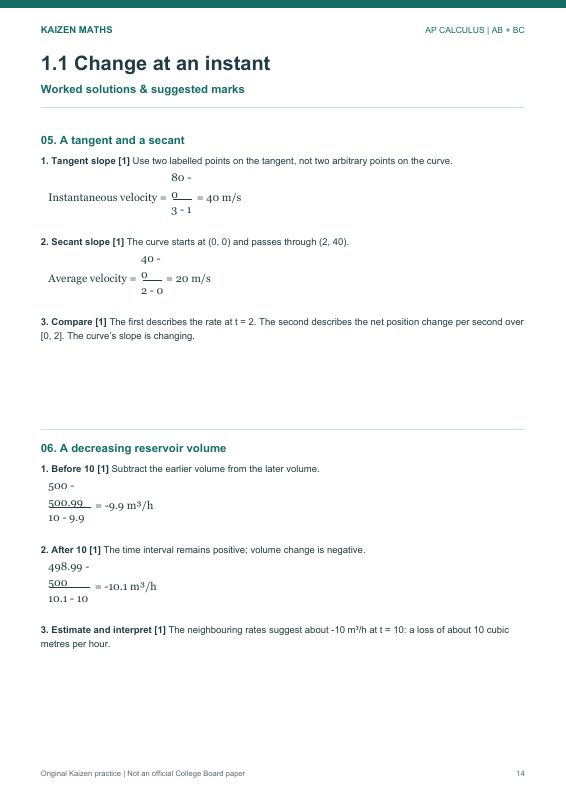 KAIZEN MATHS
AP CALCULUS | AB + BC
1.1 Change at an instant
Worked solutions & suggested marks
05. A tangent and a secant
1. Tangent slope [1] Use two labelled points on the tangent, not two arbitrary points on the curve.
80 -
Instantaneous velocity = 0 = 40 m/s
3 - 1
2. Secant slope [1] The curve starts at (0, 0) and passes through (2, 40).
40 -
Average velocity = 0 = 20 m/s
2 - 0
3. Compare [1] The first describes the rate at t = 2. The second describes the net position change per second over
[0, 2]. The curve’s slope is changing.
06. A decreasing reservoir volume
1. Before 10 [1] Subtract the earlier volume from the later volume.
500 -
500.99 = -9.9 m³/h
10 - 9.9
2. After 10 [1] The time interval remains positive; volume change is negative.
498.99 -
500 = -10.1 m³/h
10.1 - 10
3. Estimate and interpret [1] The neighbouring rates suggest about -10 m³/h at t = 10: a loss of about 10 cubic
metres per hour.
Original Kaizen practice | Not an official College Board paper
14